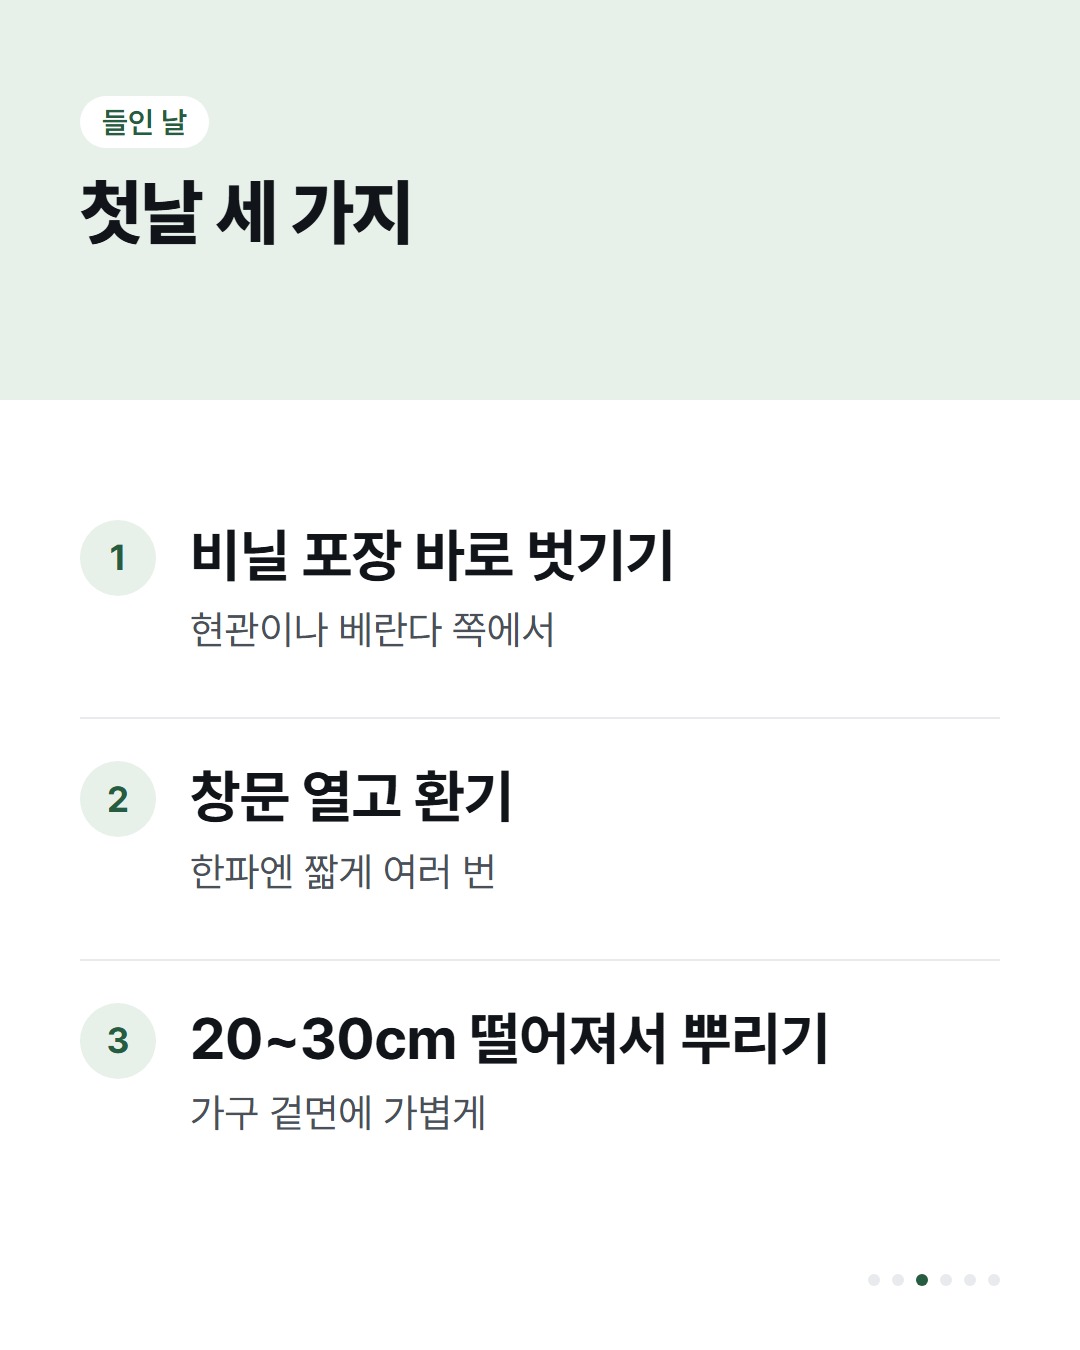 들인 날
첫날 세 가지
1
비닐 포장 바로 벗기기
현관이나 베란다 쪽에서
2
창문 열고 환기
한파엔 짧게 여러 번
3
20~30cm 떨어져서 뿌리기
가구 겉면에 가볍게